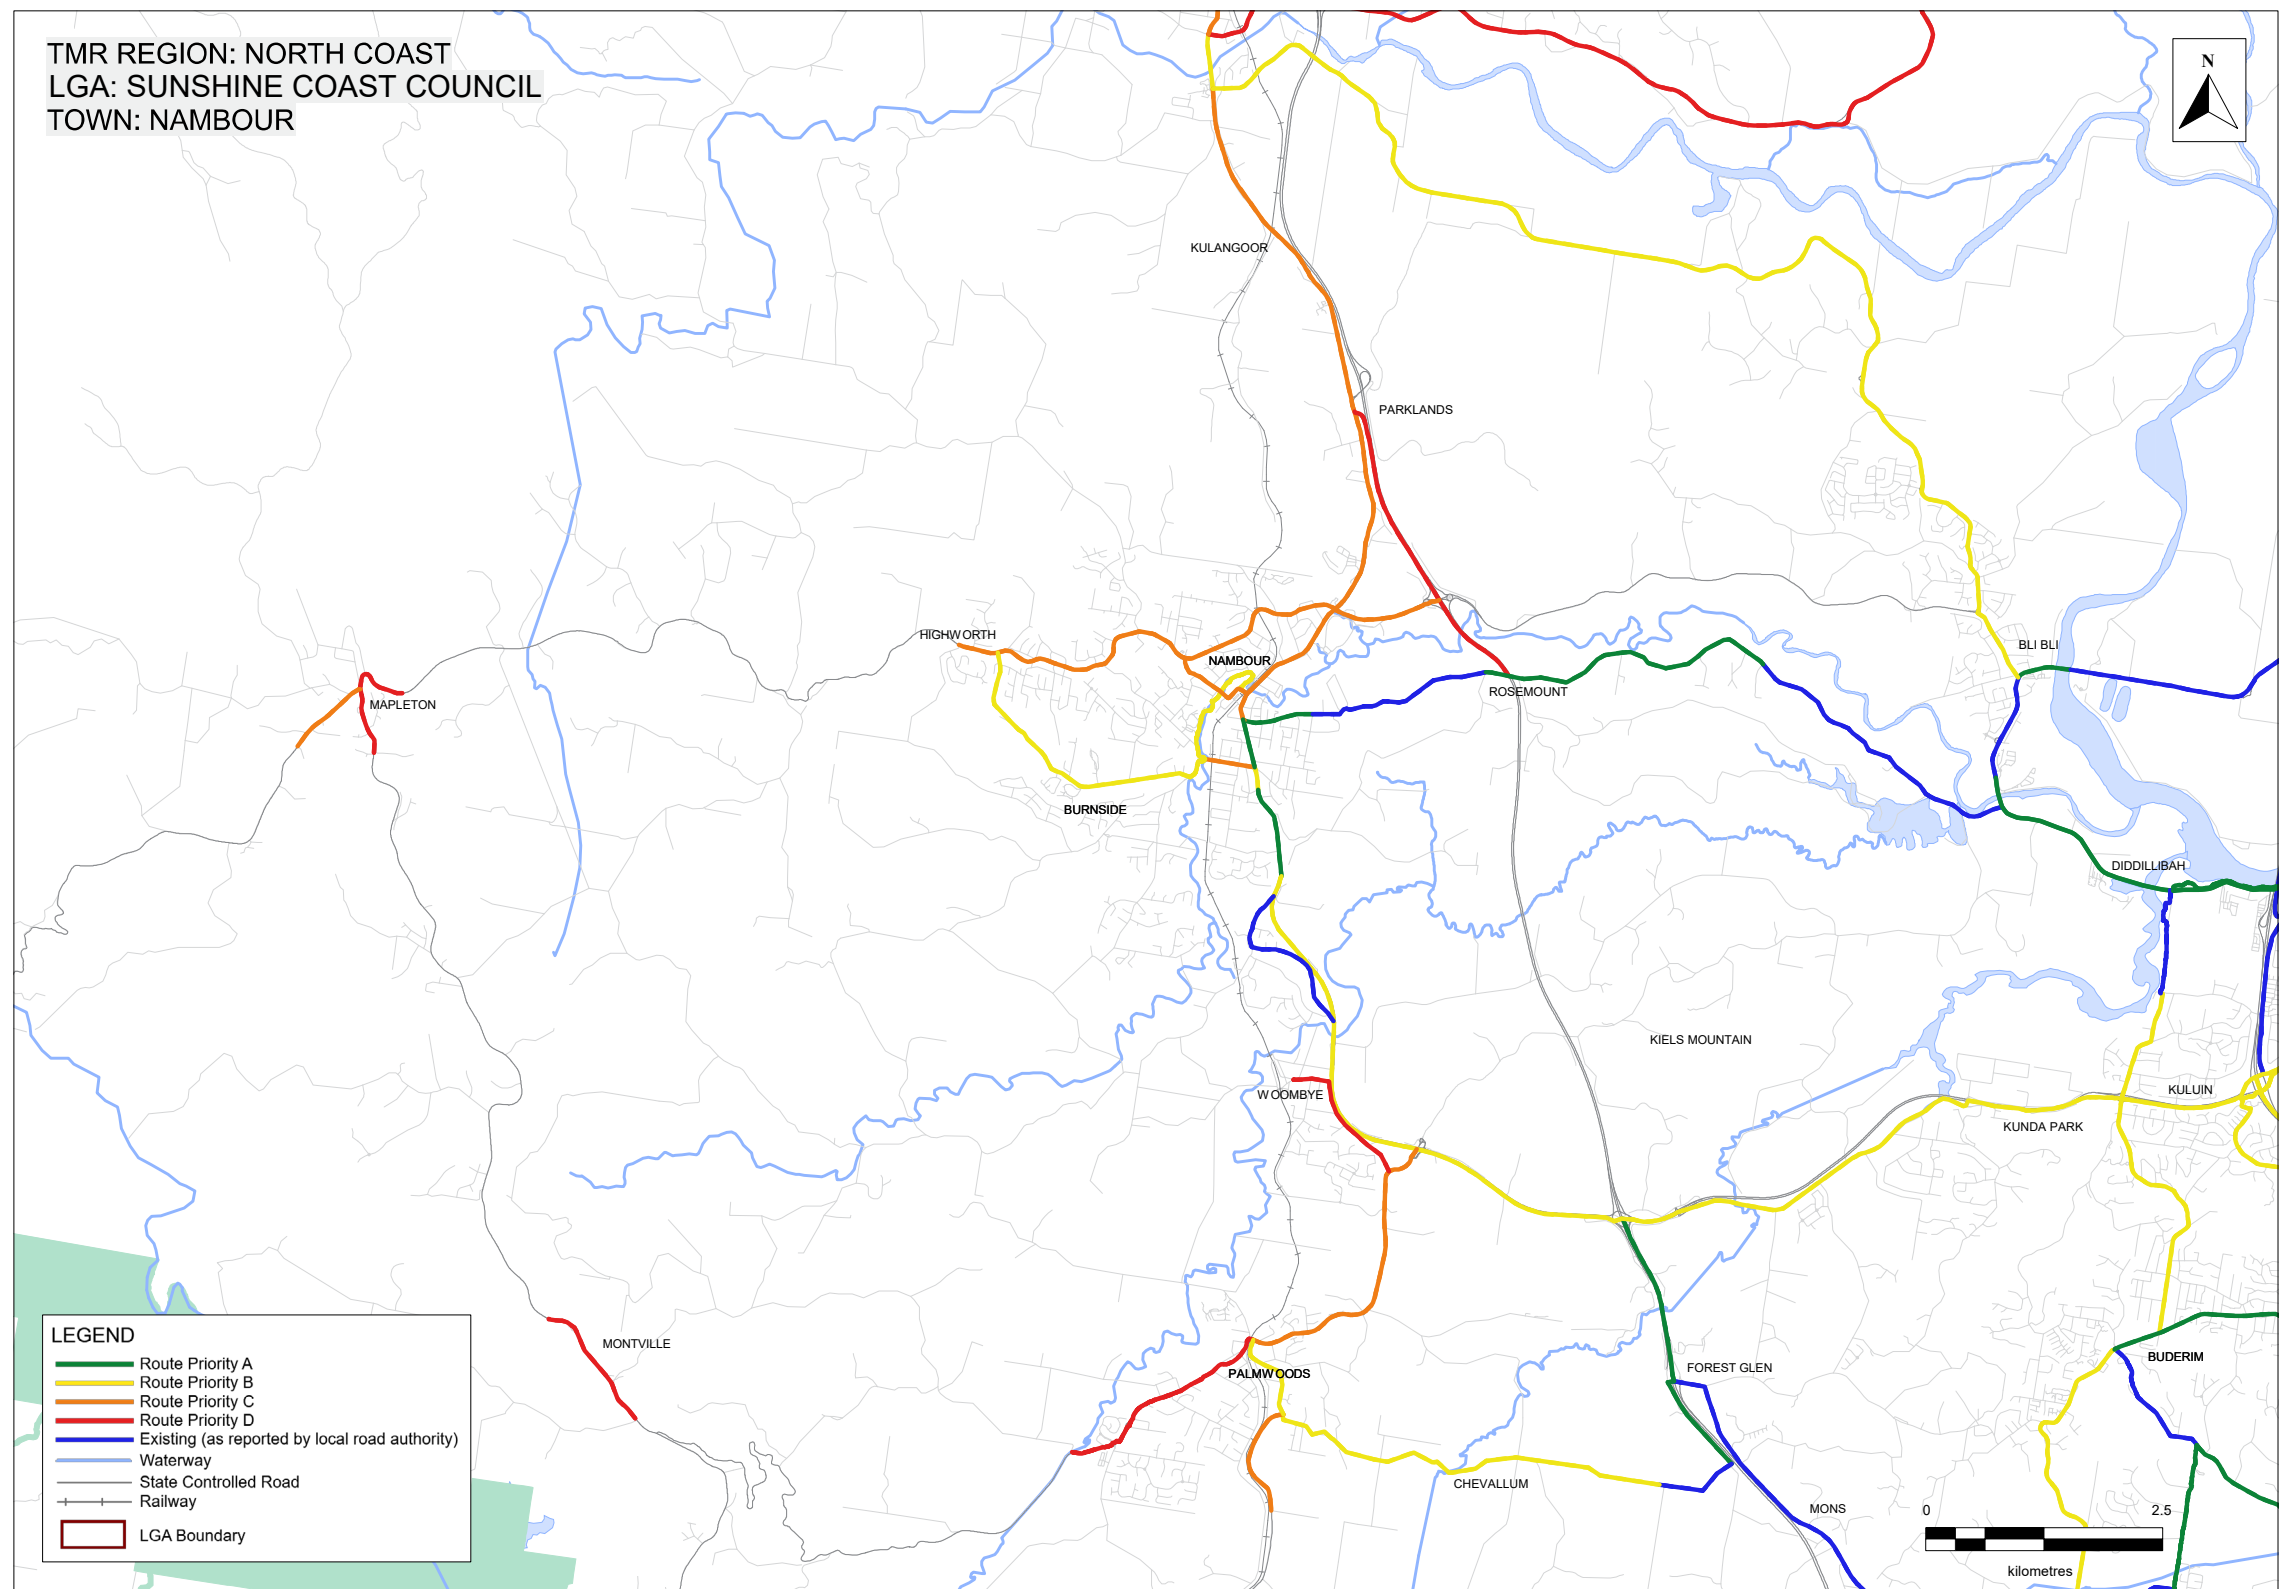 TMR REGION: NORTH COAST
LGA: SUNSHINE COAST COUNCIL
TOWN: NAMBOUR
N
KULANGOOR
PARKLANDS
HIGHWORTH
NAMBOUR
BLI BLI
ROSEMOUNT
MAPLETON
BURNSIDE
DIDDILLIBAH
KIELS MOUNTAIN
WOOMBYE
KULUIN
KUNDA PARK
MONTVILLE
PALMWOODS
FOREST GLEN
BUDERIM
CHEVALLUM
MONS
LEGEND
Route Priority A
Route Priority B
Route Priority C
Route Priority D
Existing (as reported by local road authority)
Waterway
State Controlled Road
Railway
LGA Boundary
0 2.5
kilometres